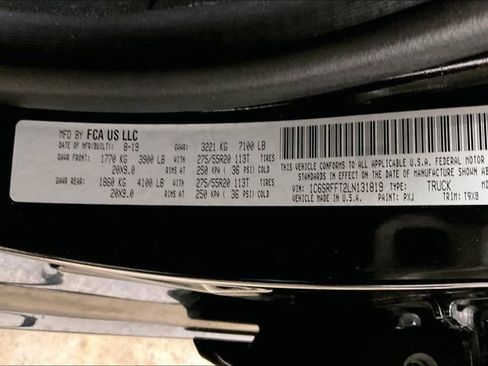 MFD BY FCA US LLC
DATE OF MFR(BUILT): 8-19 GVWR: 3221 KG 7100 LB
GAWR FRONT: 1770 KG 3900 LB WITH 275/55R20 113T TIRES
20X9.0 RIMS AT 250 KPA ( 36 PSI) COLD
GAWR REAR: 1860 KG 4100 LB WITH 275/55R20 113T TIRES
20X9.0 RIMS AT 250 KPA ( 36 PSI) COLD
THIS VEHICLE CONFORMS TO ALL APPLICABLE U.S.A. FEDERAL MOTOR
STANDARDS IN EFFECT ON THE DATE OF MANUFACTURE SHOWN AB
VIN: 1C6SRFFT2LN131819 TYPE: TRUCK
VEHICLE MADE IN U.S.A. PAINT: PXJ TRIM: T9X8